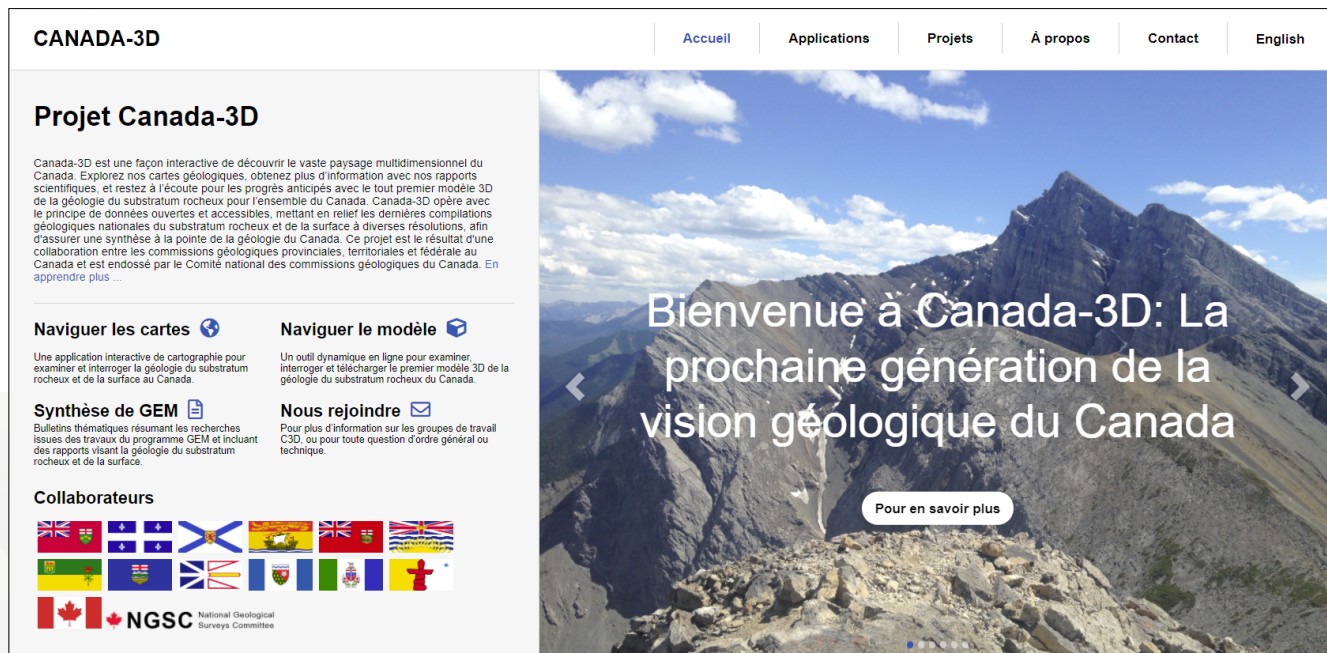 CANADA-3D
Accueil
Applications
Projets
À propos
Contact
English
Projet Canada-3D
Canada-3D est une façon interactive de découvrir le vaste paysage multidimensionnel du
Canada. Explorez nos cartes géologiques, obtenez plus d'information avec nos rapports
scientifiques, et restez à l'écoute pour les progrès anticipés avec le tout premier modèle 3D
de la géologie du substratum rocheux pour l'ensemble du Canada. Canada-3D opère avec
le principe de données ouvertes et accessibles, mettant en relief les dernières compilations
géologiques nationales du substratum rocheux et de la surface à diverses résolutions, afin
d'assurer une synthèse à la pointe de la géologie du Canada. Ce projet est le résultat d'une
collaboration entre les commissions géologiques provinciales, territoriales et fédérale au
Canada et est endossé par le Comité national des commissions géologiques du Canada. En
apprendre plus ...
Naviguer les cartes
Une application interactive de cartographie pour
examiner et interroger la géologie du substratum
rocheux et de la surface au Canada.
Naviguer le modèle
Un outil dynamique en ligne pour examiner,
interroger et télécharger le premier modèle 3D de la
géologie du substratum rocheux du Canada.
Synthèse de GEM
Bulletins thématiques résumant les recherches
issues des travaux du programme GEM et incluant
des rapports visant la géologie du substratum
rocheux et de la surface.
Nous rejoindre
Pour plus d'information sur les groupes de travail
C3D, ou pour toute question d'ordre général ou
technique.
Collaborateurs
NGSC
National Geological
Surveys Committee
Bienvenue à Canada-3D: La
prochaine génération de la
vision géologique du Canada
Pour en savoir plus